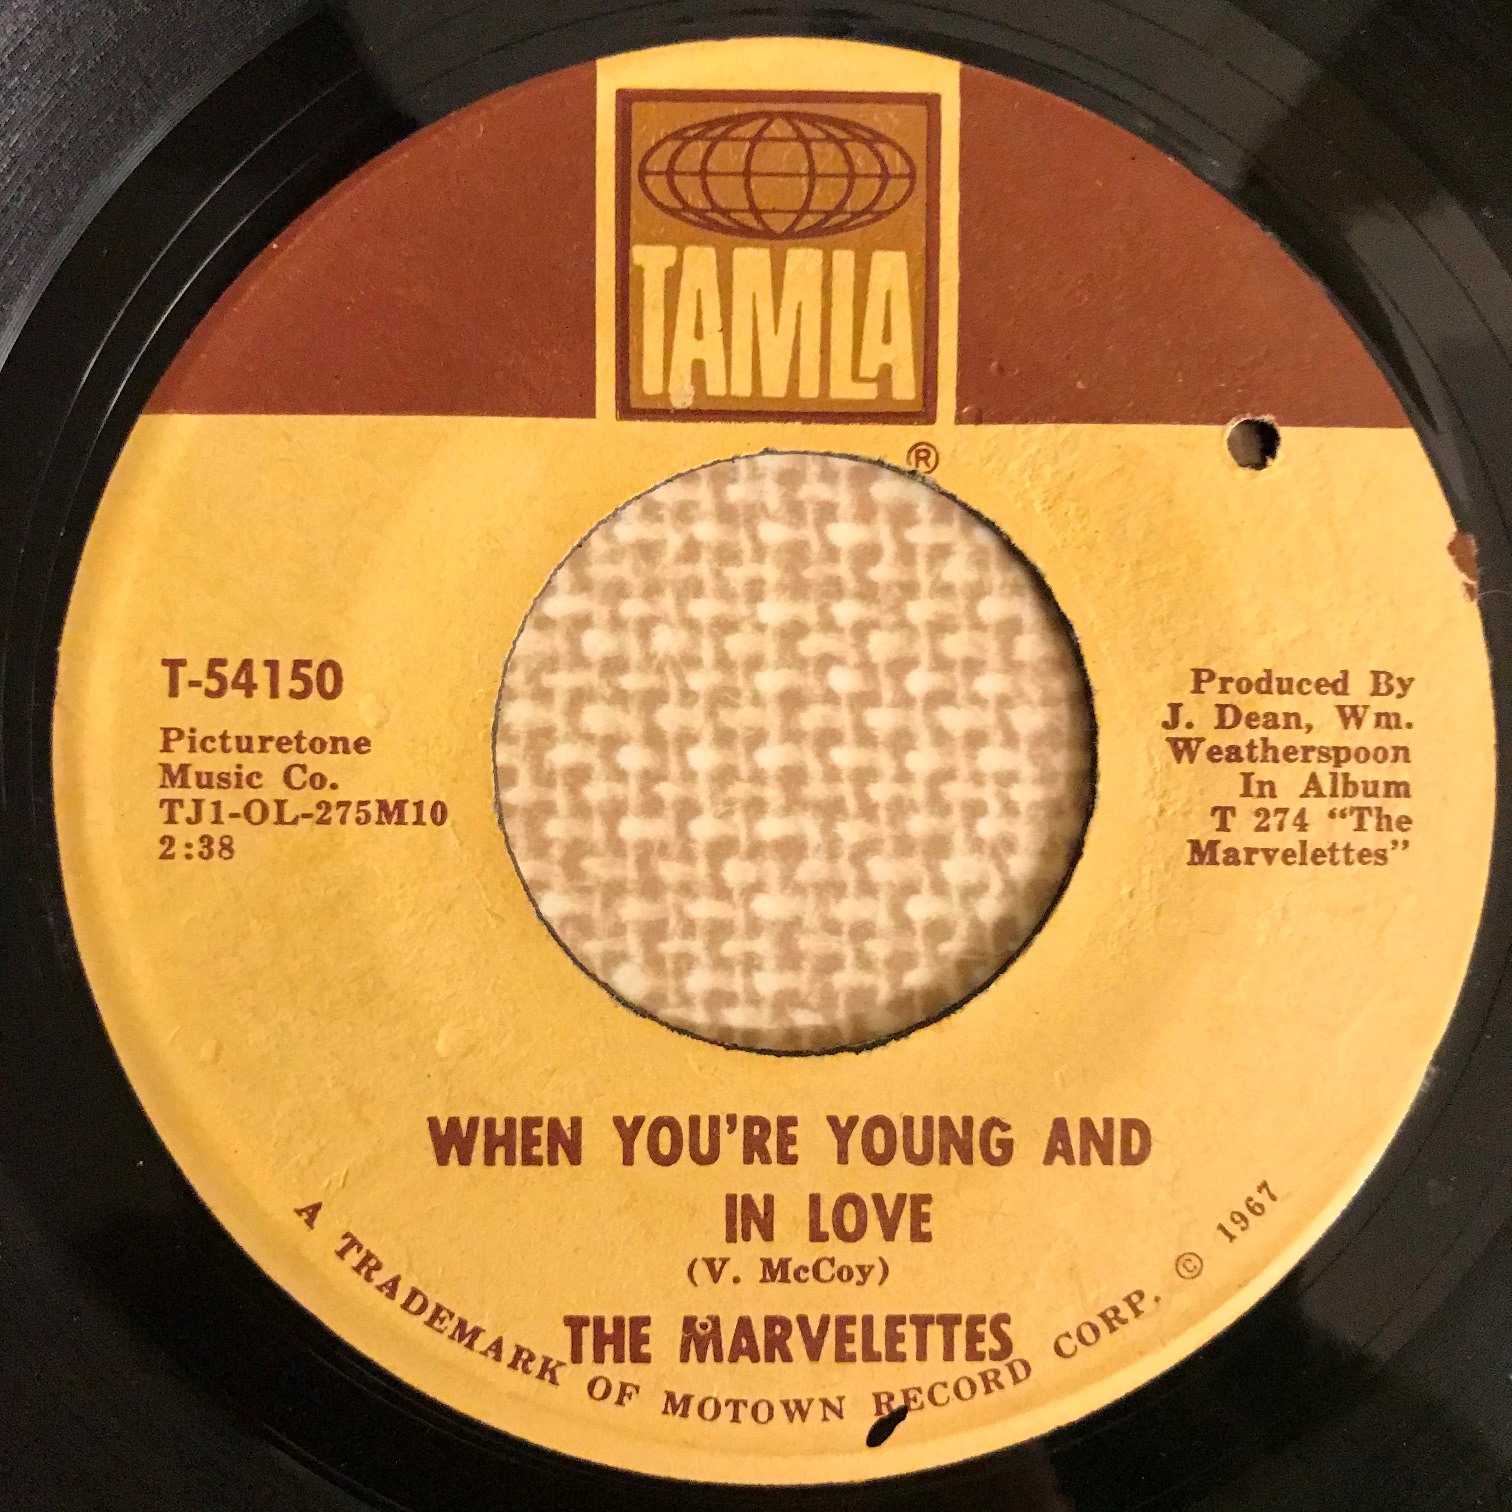 TAMLA
®
T-54150
Picturetone
Music Co.
TJ1-OL-275M10
2:38
Produced By
J. Dean, Wm.
Weatherspoon
In Album
T 274 “The
Marvelettes”
WHEN YOU'RE YOUNG AND
IN LOVE
(V. McCoy)
THE MARVELETTES
A TRADEMARK OF MOTOWN RECORD CORP. © 1967